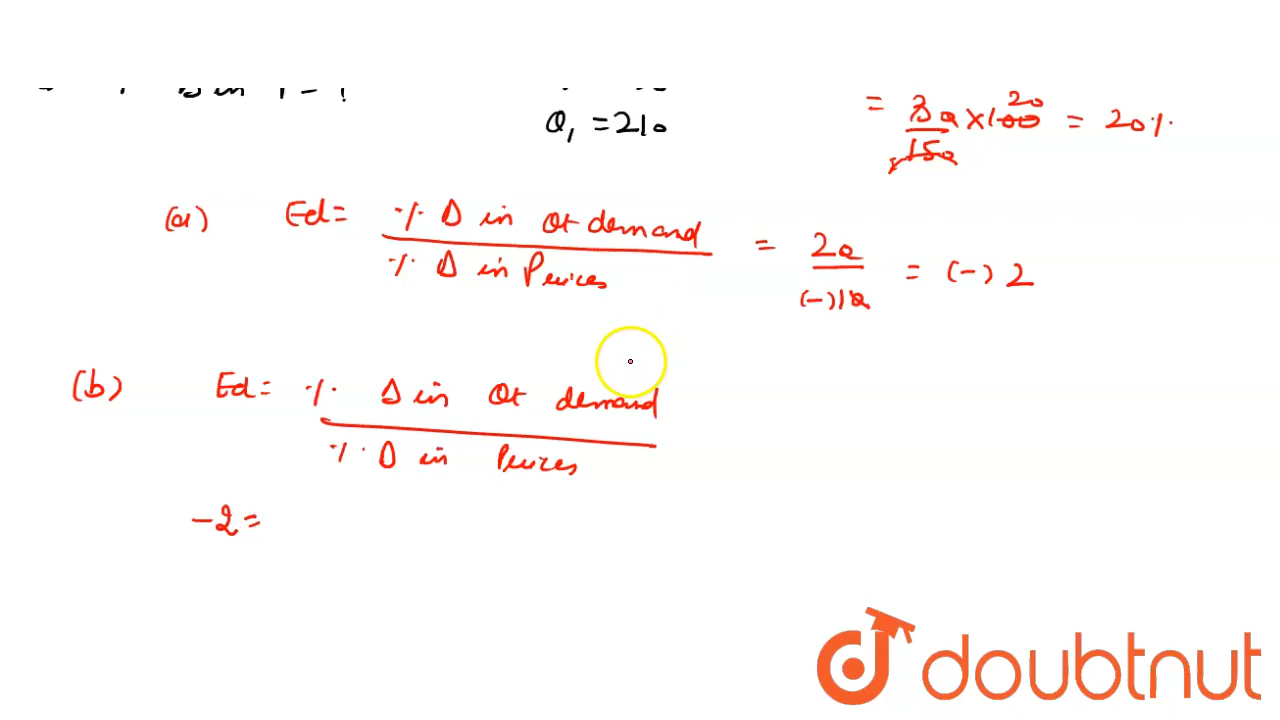 Q₁ = 210
= 30/150 × 100 20 = 20%
(a) Ed = % Δ in Qt demand / % Δ in Prices = 20/(-)10 = (-) 2
(b) Ed = % Δ in Qt demand / % Δ in Prices
-2 =
doubtnut